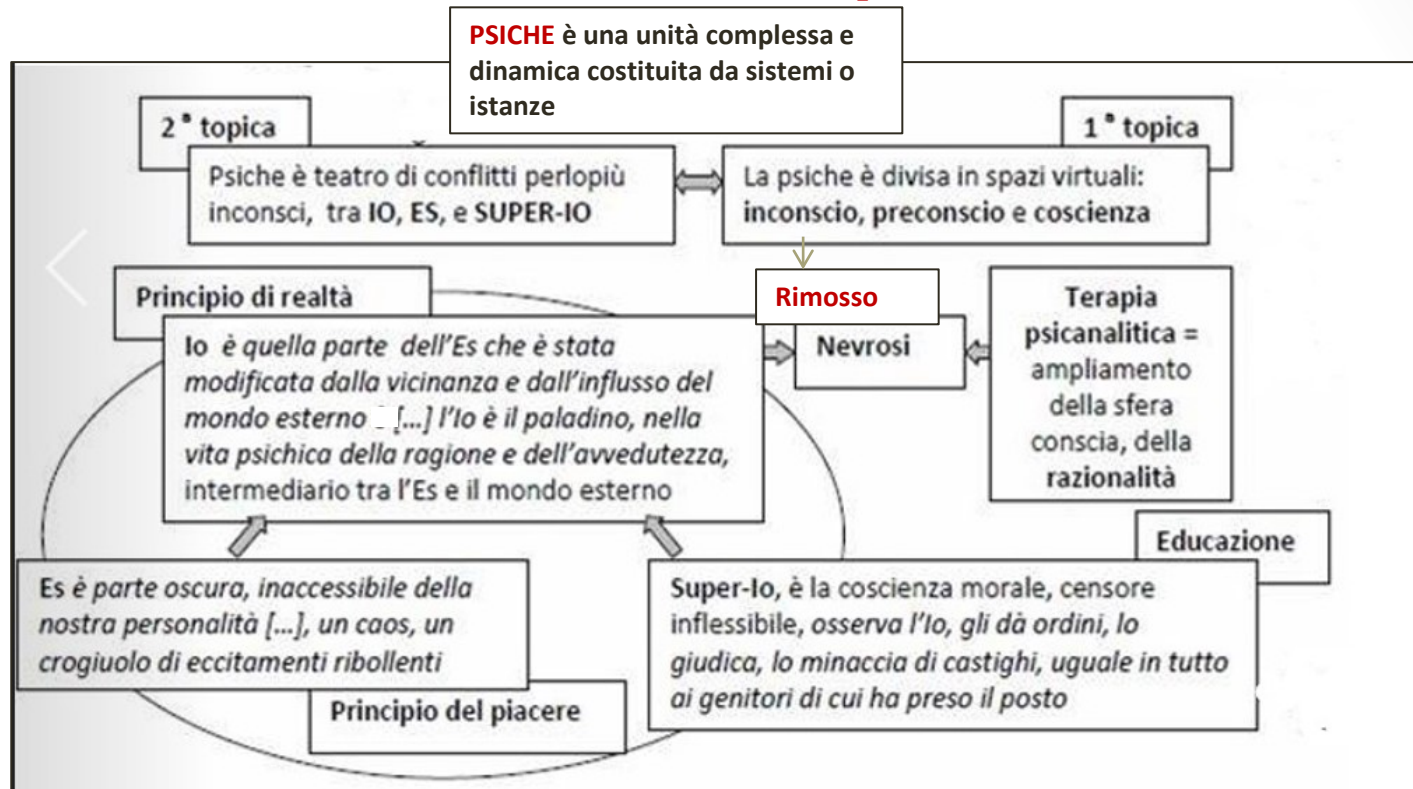 PSICHE è una unità complessa e
dinamica costituita da sistemi o
istanze
2ª topica
1ª topica
Psiche è teatro di conflitti perlopiù
inconsci, tra IO, ES, e SUPER-IO
La psiche è divisa in spazi virtuali:
inconscio, preconscio e coscienza
Principio di realtà
Rimosso
Nevrosi
Terapia
psicanalitica =
ampliamento
della sfera
conscia, della
razionalità
Io è quella parte dell'Es che è stata
modificata dalla vicinanza e dall'influsso del
mondo esterno [...] l'Io è il paladino, nella
vita psichica della ragione e dell'avvedutezza,
intermediario tra l'Es e il mondo esterno
Educazione
Es è parte oscura, inaccessibile della
nostra personalità [...], un caos, un
crogiuolo di eccitamenti ribollenti
Super-Io, è la coscienza morale, censore
inflessibile, osserva l'Io, gli dà ordini, lo
giudica, lo minaccia di castighi, uguale in tutto
ai genitori di cui ha preso il posto
Principio del piacere